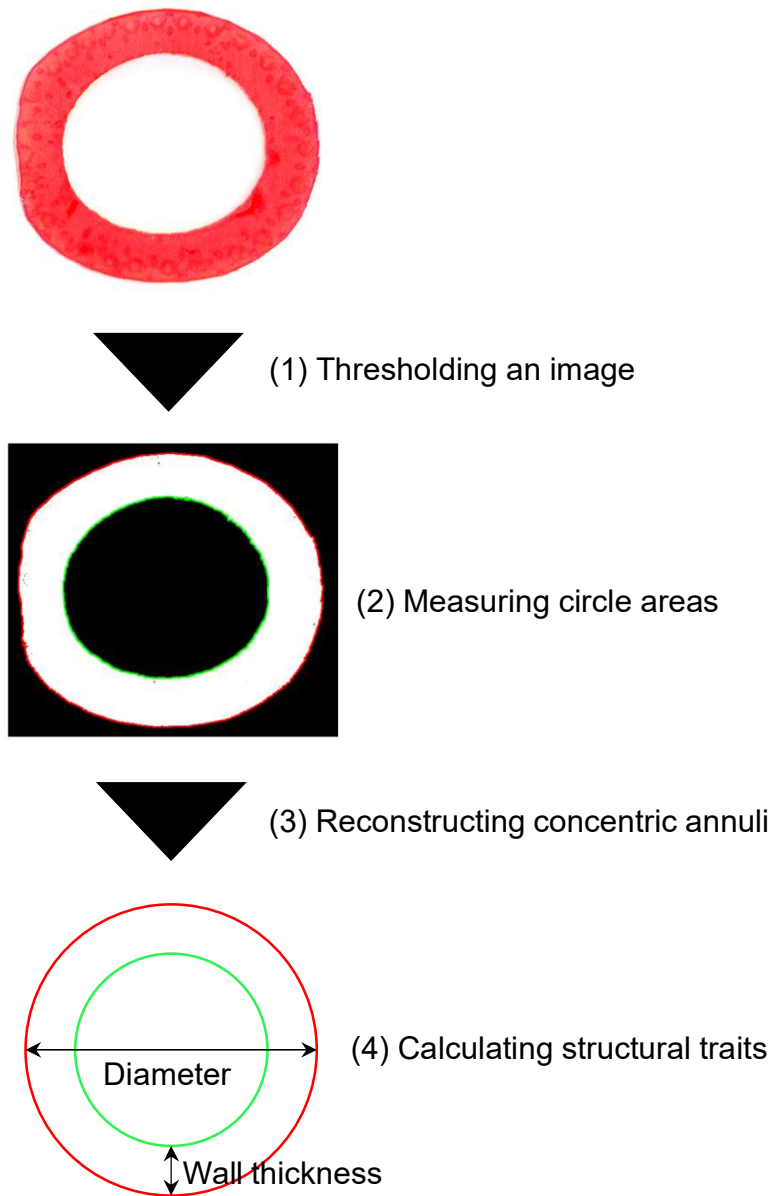 (1) Thresholding an image
(2) Measuring circle areas
(3) Reconstructing concentric annuli
(4) Calculating structural traits
Diameter
Wall thickness